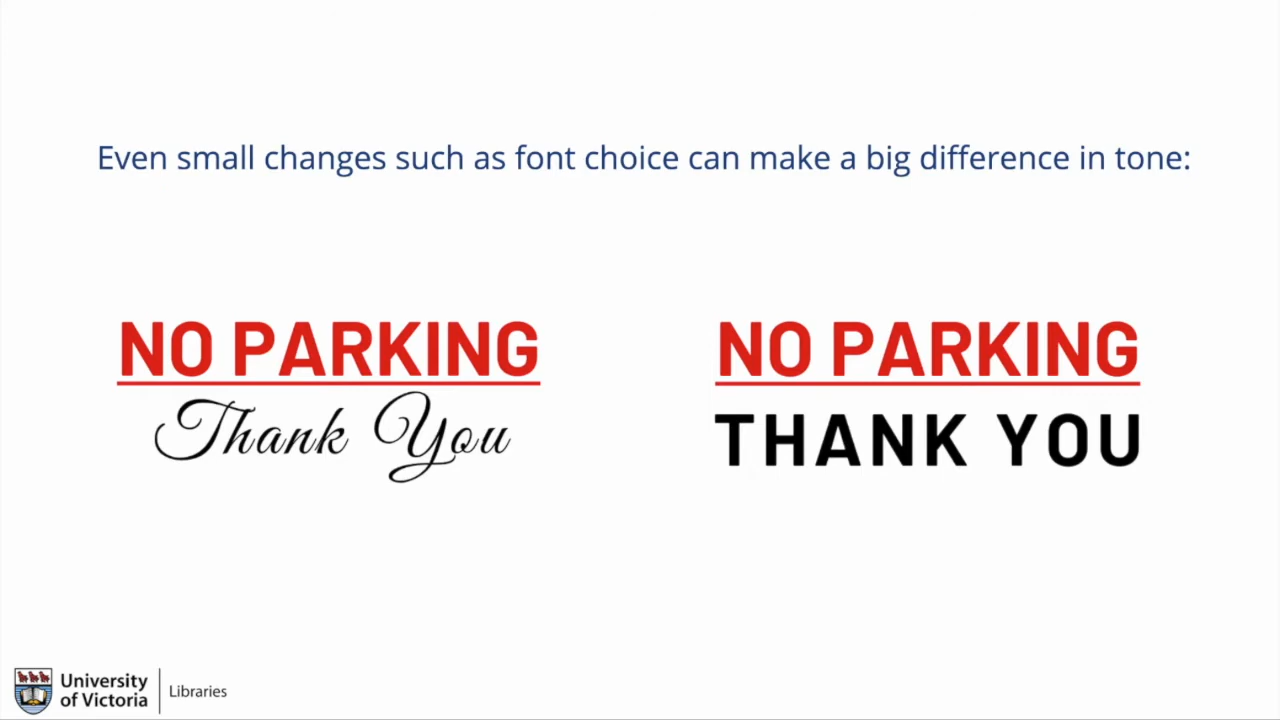 Even small changes such as font choice can make a big difference in tone:
NO PARKING
Thank You
NO PARKING
THANK YOU
University
of Victoria
Libraries